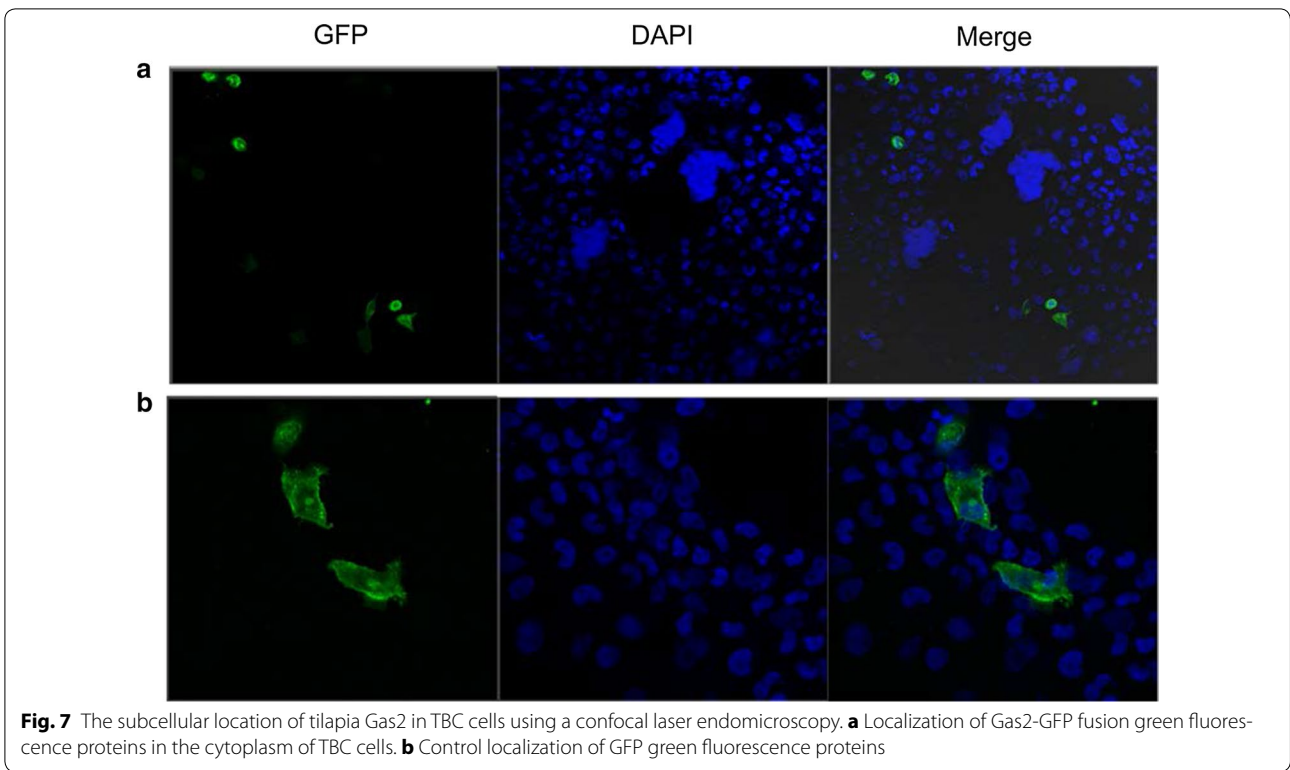 GFP DAPI Merge
a
b
Fig. 7 The subcellular location of tilapia Gas2 in TBC cells using a confocal laser endomicroscopy. a Localization of Gas2-GFP fusion green fluores-
cence proteins in the cytoplasm of TBC cells. b Control localization of GFP green fluorescence proteins